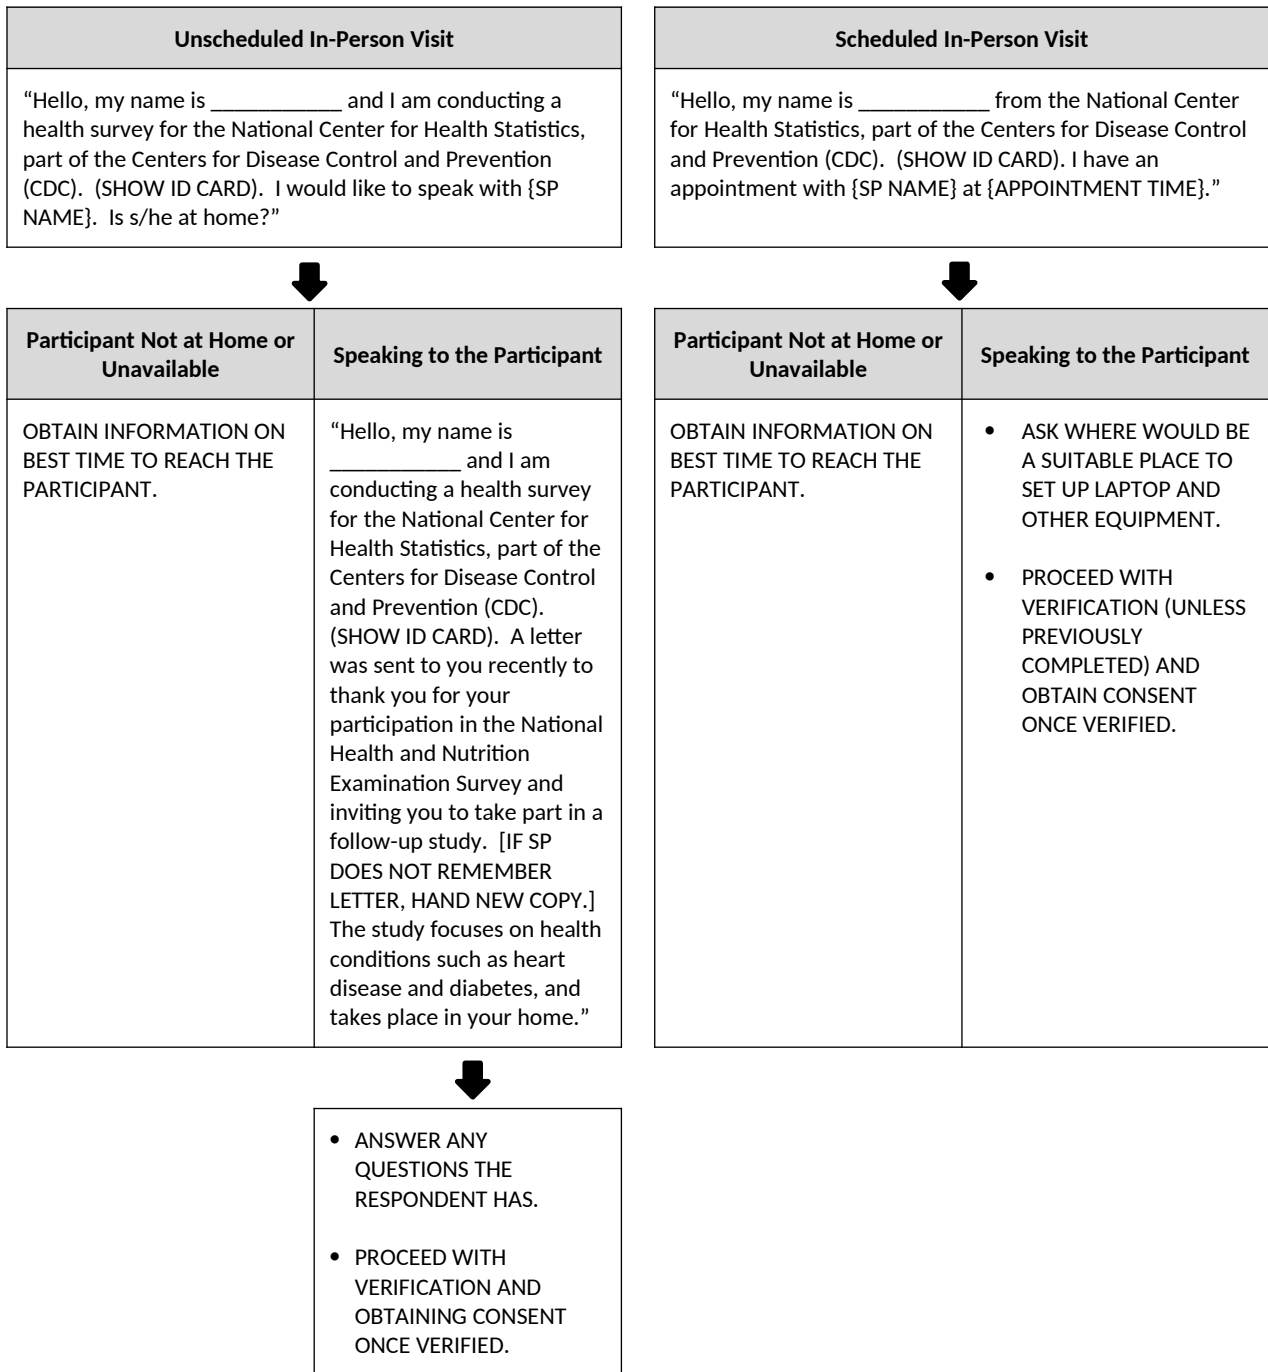 Unscheduled In-Person Visit
“Hello, my name is ___________ and I am conducting a
health survey for the National Center for Health Statistics,
part of the Centers for Disease Control and Prevention
(CDC).  (SHOW ID CARD).  I would like to speak with {SP
NAME}.  Is s/he at home?”
Scheduled In-Person Visit
“Hello, my name is ___________ from the National Center
for Health Statistics, part of the Centers for Disease Control
and Prevention (CDC).  (SHOW ID CARD). I have an
appointment with {SP NAME} at {APPOINTMENT TIME}.”
Participant Not at Home or
Unavailable
OBTAIN INFORMATION ON
BEST TIME TO REACH THE
PARTICIPANT.
Speaking to the Participant
“Hello, my name is
___________ and I am
conducting a health survey
for the National Center for
Health Statistics, part of the
Centers for Disease Control
and Prevention (CDC).
(SHOW ID CARD).  A letter
was sent to you recently to
thank you for your
participation in the National
Health and Nutrition
Examination Survey and
inviting you to take part in a
follow-up study.  [IF SP
DOES NOT REMEMBER
LETTER, HAND NEW COPY.]
The study focuses on health
conditions such as heart
disease and diabetes, and
takes place in your home.”
Participant Not at Home or
Unavailable
OBTAIN INFORMATION ON
BEST TIME TO REACH THE
PARTICIPANT.
Speaking to the Participant
• ASK WHERE WOULD BE
A SUITABLE PLACE TO
SET UP LAPTOP AND
OTHER EQUIPMENT.
• PROCEED WITH
VERIFICATION (UNLESS
PREVIOUSLY
COMPLETED) AND
OBTAIN CONSENT
ONCE VERIFIED.
• ANSWER ANY
QUESTIONS THE
RESPONDENT HAS.
• PROCEED WITH
VERIFICATION AND
OBTAINING CONSENT
ONCE VERIFIED.